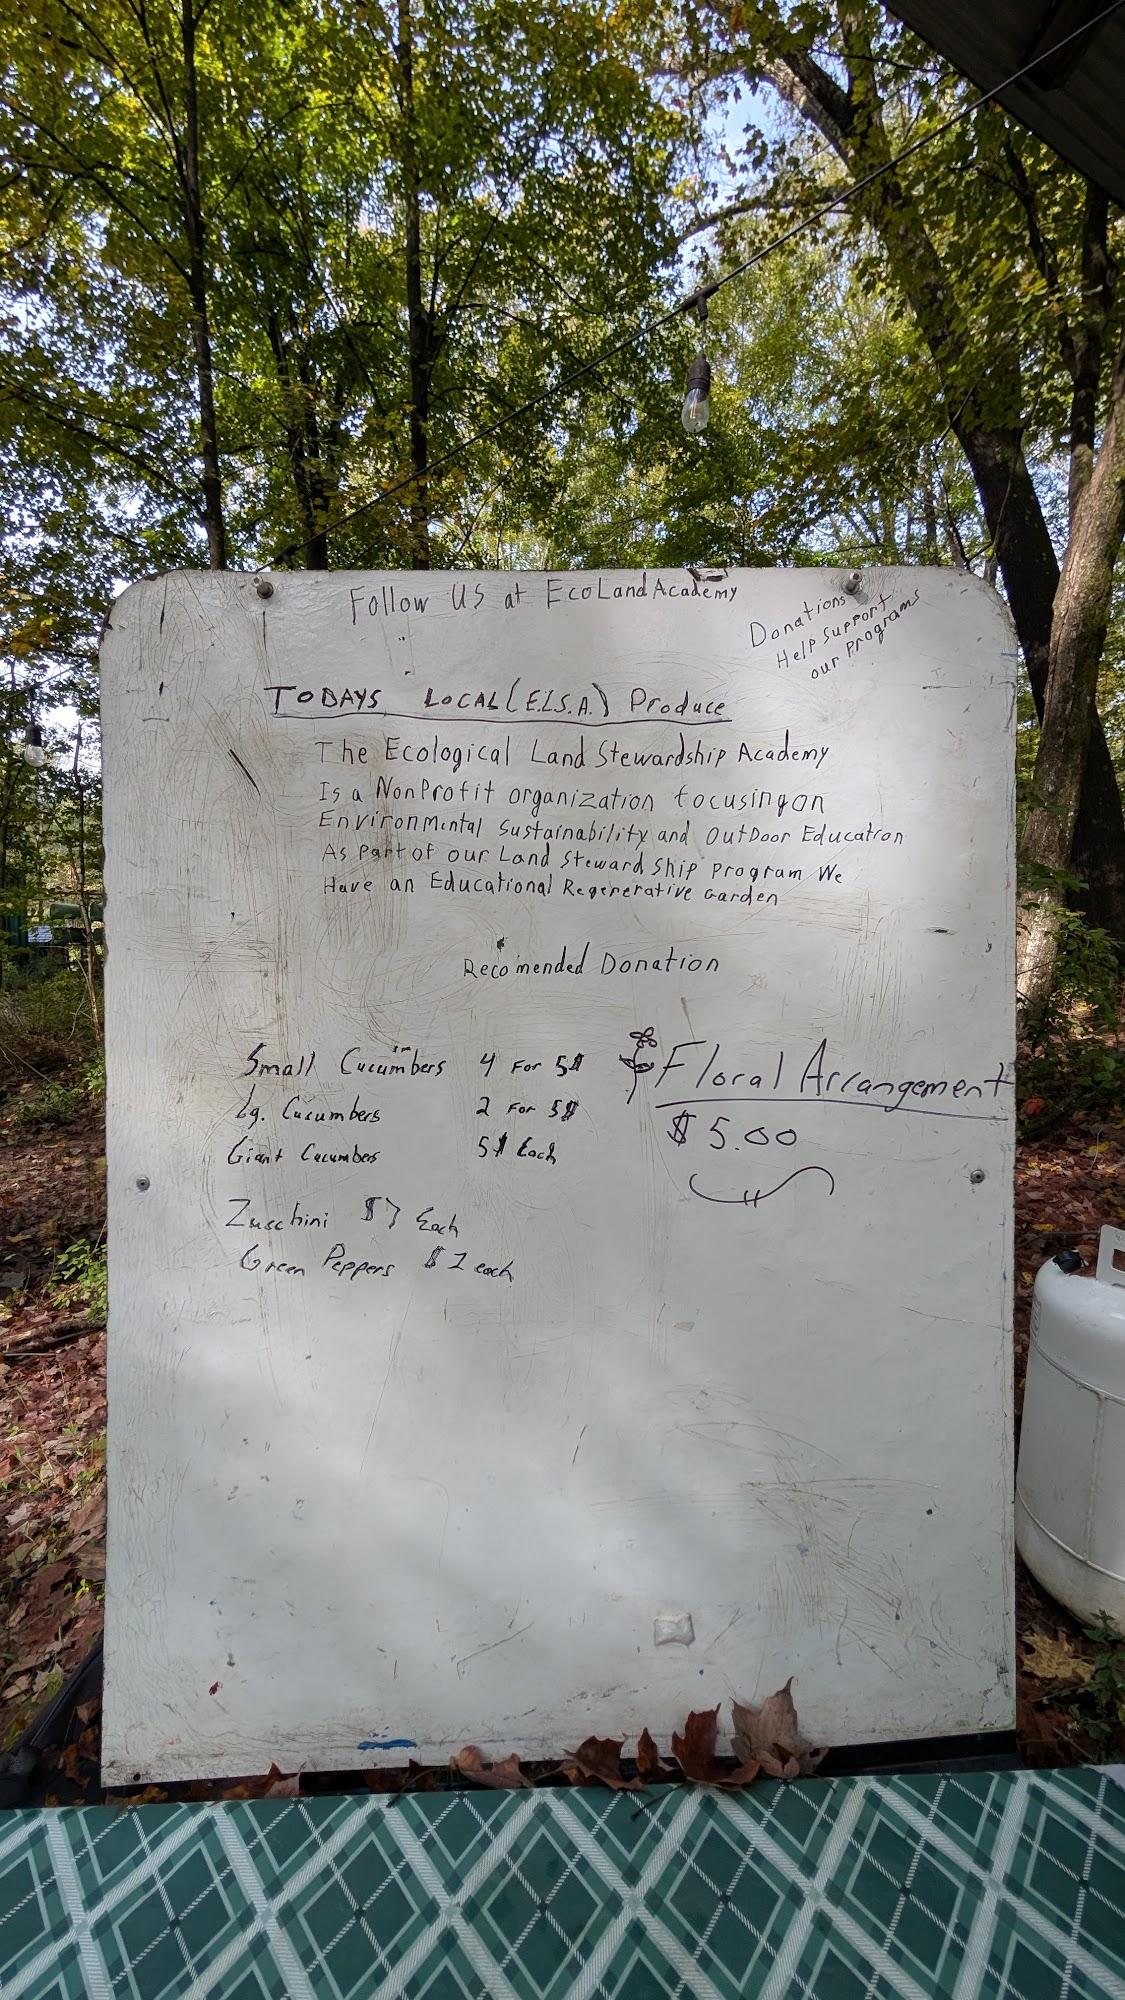 Follow US at EcoLandAcademy
Donations
Help Support
our programs
TODAYS LOCAL (E.L.S.A.) Produce
The Ecological Land Stewardship Academy
Is a NonProfit organization focusing on
Environmental Sustainability and OutDoor Education
As part of our Land Steward Ship program We
Have an Educational Regererative Garden
Recomended Donation
Small Cucumbers 4 For 5$
Lg. Cucumbers 2 For 5$
Giant Cucumbers 5$ Each
Zucchini $7 Each
Green Peppers $1 each
Floral Arrangement
$5.00